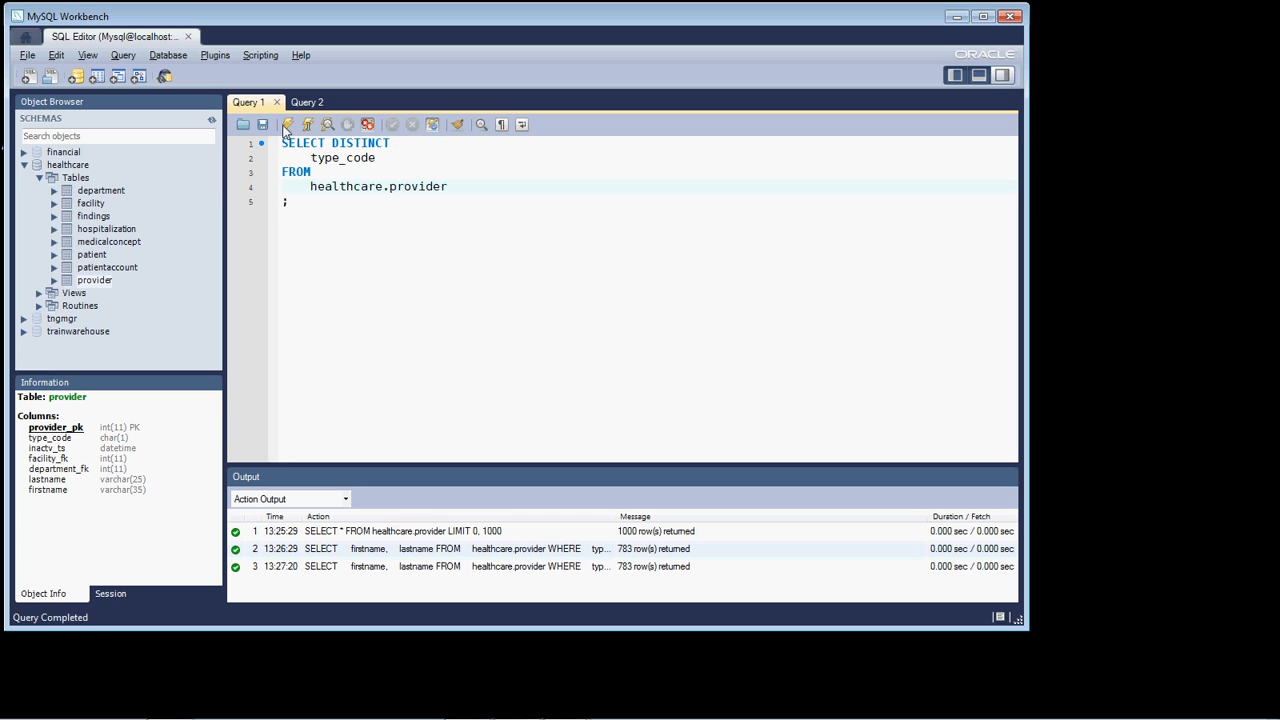 MySQL Workbench
SQL Editor (Mysql@localhost:...
File Edit View Query Database Plugins Scripting Help
ORACLE
Object Browser
SCHEMAS
Search objects
financial
healthcare
Tables
department
facility
findings
hospitalization
medicalconcept
patient
patientaccount
provider
Views
Routines
tngmgr
trainwarehouse
Information
Table: provider
Columns:
provider_pk int(11) PK
type_code char(1)
inactv_ts datetime
facility_fk int(11)
department_fk int(11)
lastname varchar(25)
firstname varchar(35)
Object Info Session
Query Completed
Query 1 Query 2
1 SELECT DISTINCT
2 type_code
3 FROM
4 healthcare.provider
5 ;
Output
Action Output
Time Action Message Duration / Fetch
1 13:25:29 SELECT * FROM healthcare.provider LIMIT 0, 1000 1000 row(s) returned 0.000 sec / 0.000 sec
2 13:26:29 SELECT firstname, lastname FROM healthcare.provider WHERE typ... 783 row(s) returned 0.000 sec / 0.000 sec
3 13:27:20 SELECT firstname, lastname FROM healthcare.provider WHERE typ... 783 row(s) returned 0.000 sec / 0.000 sec